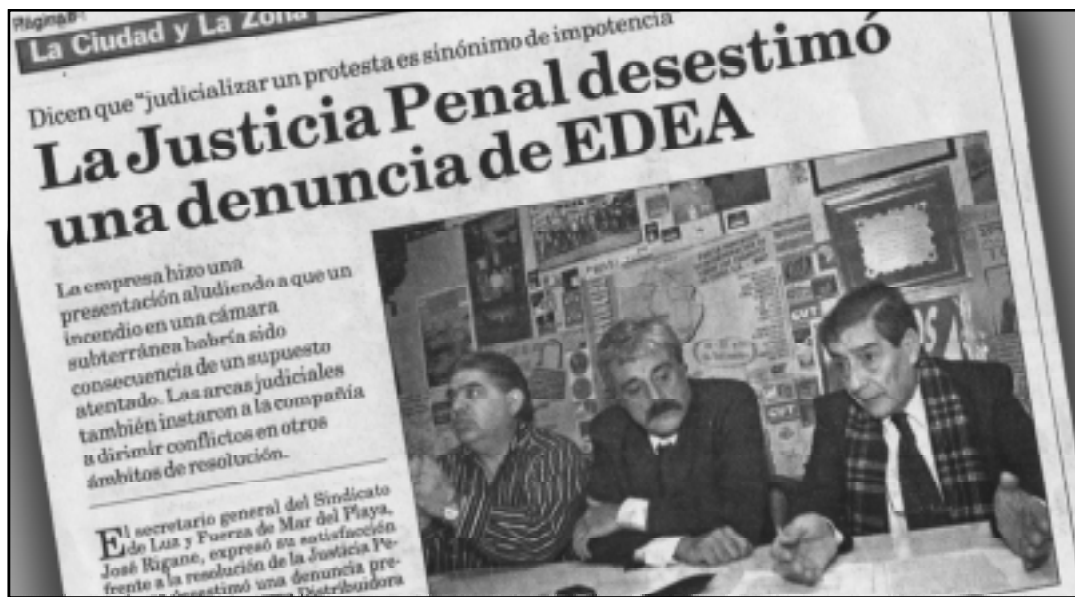 Página 8
La Ciudad y La Zona
Dicen que "judicializar un protesta es sinónimo de impotencia
La Justicia Penal desestimó
una denuncia de EDEA
La empresa hizo una
presentación aludiendo a que un
incendio en una cámara
subterránea habría sido
consecuencia de un supuesto
atentado. Las arcas judiciales
también instaron a la compañía
a dirimir conflictos en otros
ámbitos de resolución.
El secretario general del Sindicato
de Luz y Fuerza de Mar del Playa,
José Rigane, expresó su satisfacción
frente a la resolución de la Justicia Pe-
desestimó una denuncia pre-
Distribuidora
CUT